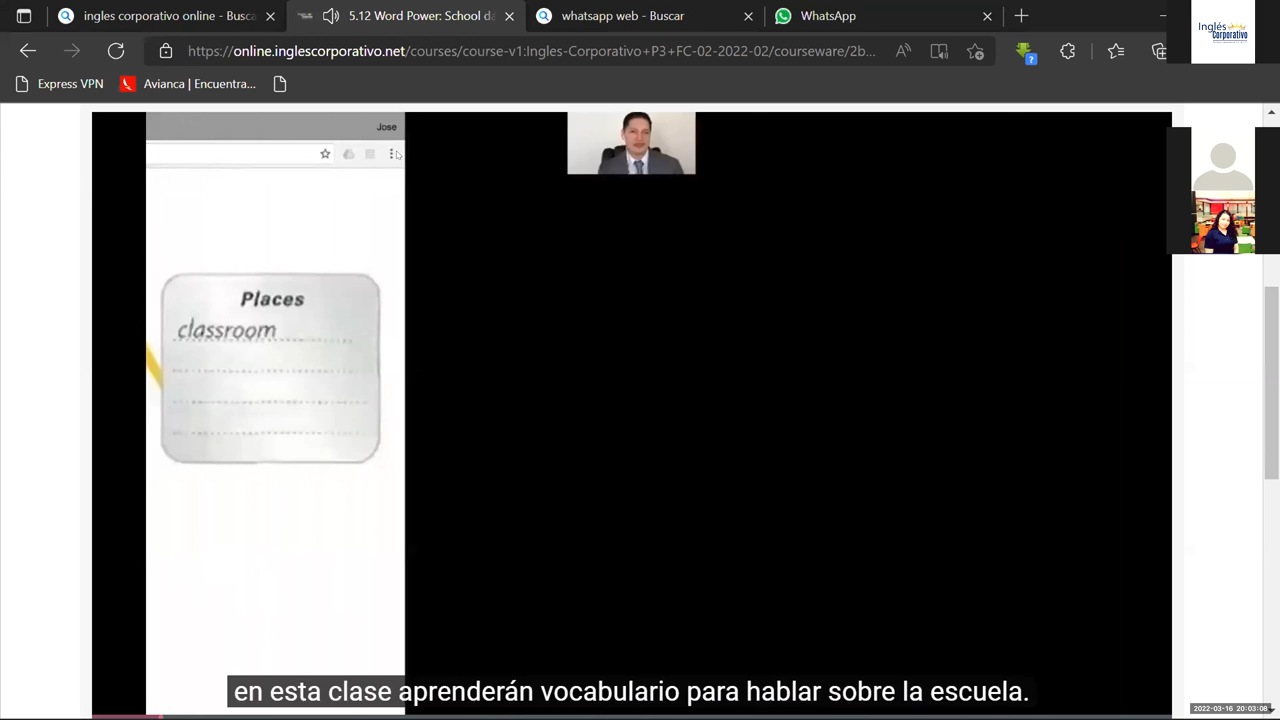 ingles corporativo online - Busca
5.12 Word Power: School da
whatsapp web - Buscar
WhatsApp
https://online.inglescorporativo.net/courses/course-v1:Ingles-Corporativo+P3+FC-02-2022-02/courseware/2b...
Express VPN
Avianca | Encuentra...
Inglés
Corporativo
Jose
Places
classroom
en esta clase aprenderán vocabulario para hablar sobre la escuela.
2022-03-16 20:03:08